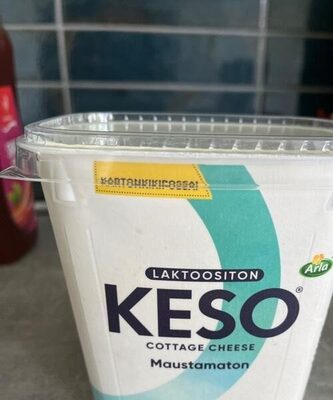 LAKTOOSITON
KESO®
Arla
COTTAGE CHEESE
Maustamaton